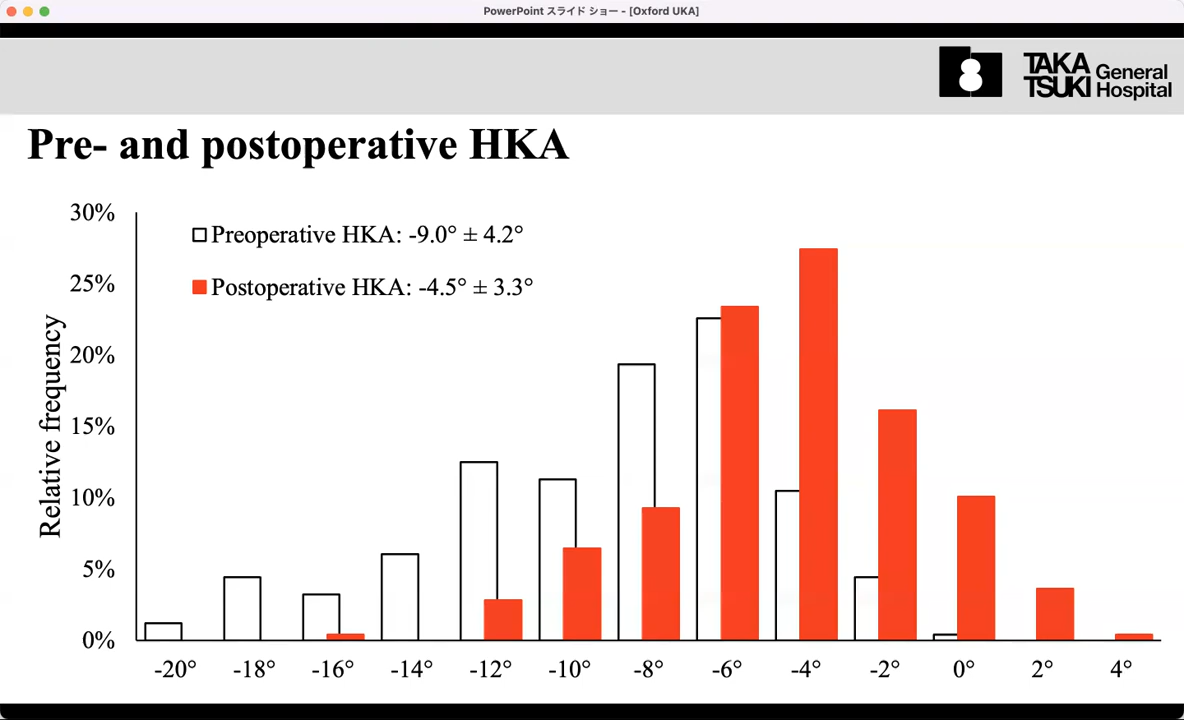 PowerPoint スライド ショー - [Oxford UKA]
TAKA
TSUKI
General
Hospital
Pre- and postoperative HKA
30%
25%
20%
15%
10%
5%
0%
Relative frequency
Preoperative HKA: -9.0° ± 4.2°
Postoperative HKA: -4.5° ± 3.3°
-20° -18° -16° -14° -12° -10° -8° -6° -4° -2° 0° 2° 4°